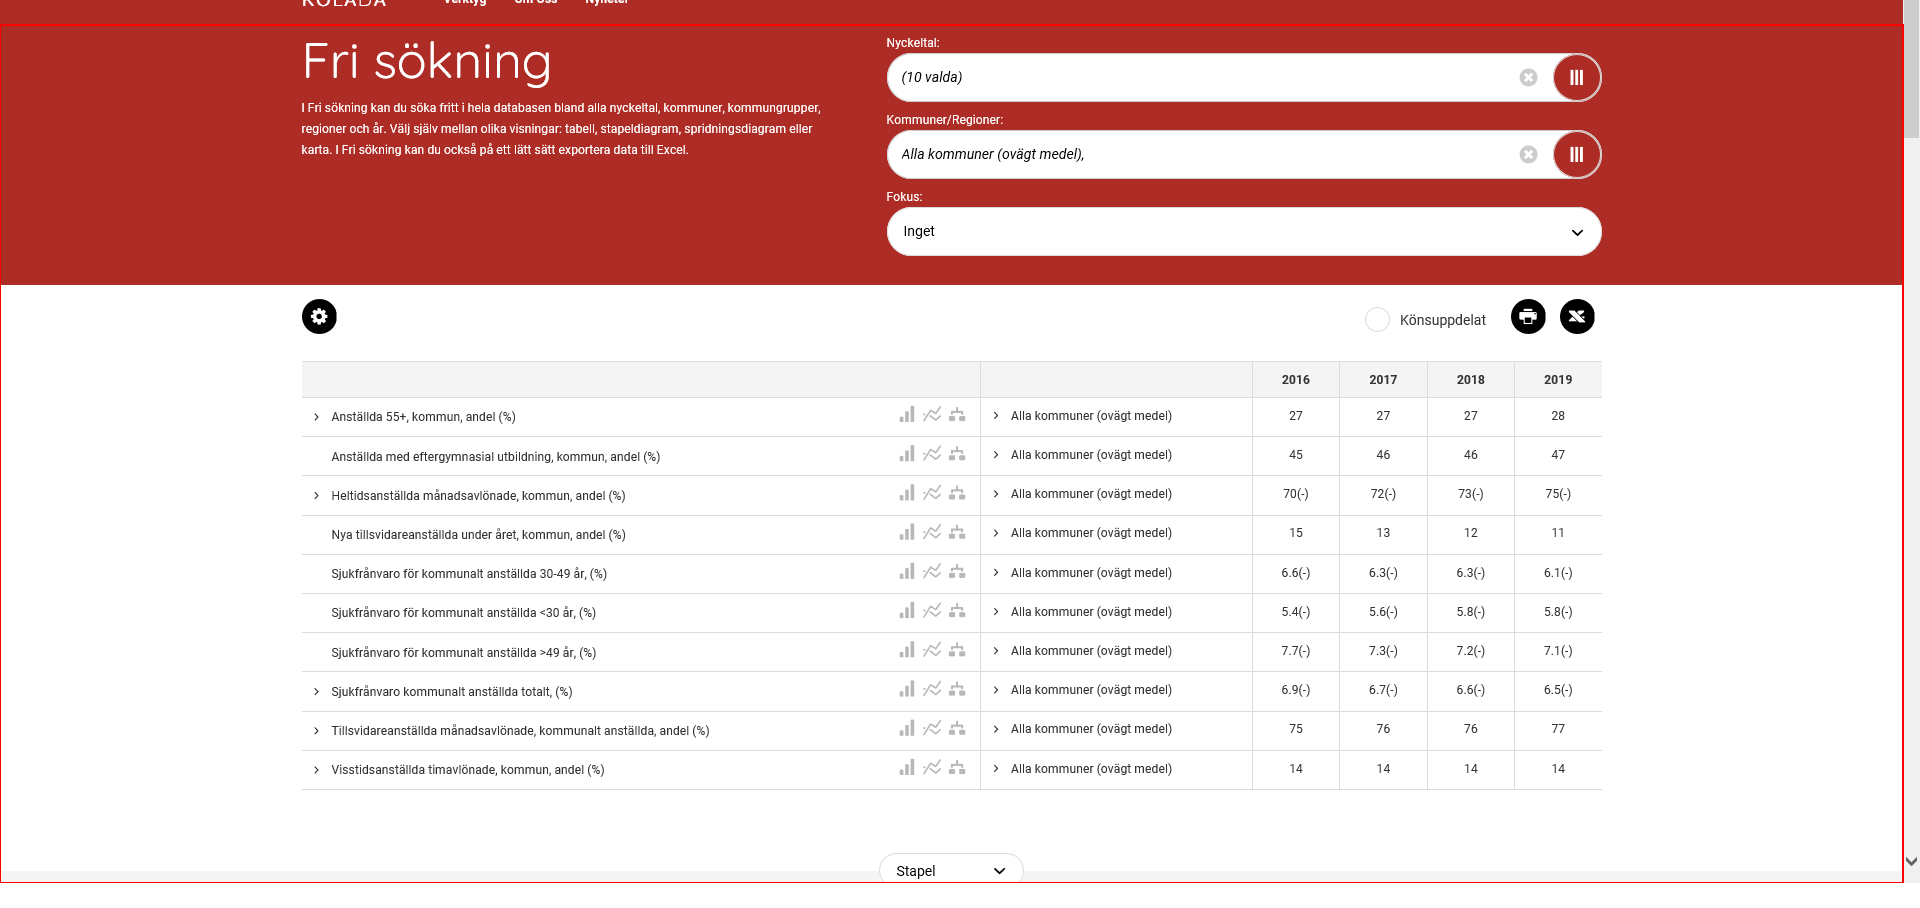 KOLADA Verktyg Om Oss Nyheter
Fri sökning
I Fri sökning kan du söka fritt i hela databasen bland alla nyckeltal, kommuner, kommungrupper,
regioner och år. Välj själv mellan olika visningar: tabell, stapeldiagram, spridningsdiagram eller
karta. I Fri sökning kan du också på ett lätt sätt exportera data till Excel.
Nyckeltal:
(10 valda)
Kommuner/Regioner:
Alla kommuner (ovägt medel),
Fokus:
Inget
Könsuppdelat
2016 2017 2018 2019
Anställda 55+, kommun, andel (%) Alla kommuner (ovägt medel) 27 27 27 28
Anställda med eftergymnasial utbildning, kommun, andel (%) Alla kommuner (ovägt medel) 45 46 46 47
Heltidsanställda månadsavlönade, kommun, andel (%) Alla kommuner (ovägt medel) 70(-) 72(-) 73(-) 75(-)
Nya tillsvidareanställda under året, kommun, andel (%) Alla kommuner (ovägt medel) 15 13 12 11
Sjukfrånvaro för kommunalt anställda 30-49 år, (%) Alla kommuner (ovägt medel) 6.6(-) 6.3(-) 6.3(-) 6.1(-)
Sjukfrånvaro för kommunalt anställda <30 år, (%) Alla kommuner (ovägt medel) 5.4(-) 5.6(-) 5.8(-) 5.8(-)
Sjukfrånvaro för kommunalt anställda >49 år, (%) Alla kommuner (ovägt medel) 7.7(-) 7.3(-) 7.2(-) 7.1(-)
Sjukfrånvaro kommunalt anställda totalt, (%) Alla kommuner (ovägt medel) 6.9(-) 6.7(-) 6.6(-) 6.5(-)
Tillsvidareanställda månadsavlönade, kommunalt anställda, andel (%) Alla kommuner (ovägt medel) 75 76 76 77
Visstidsanställda timavlönade, kommun, andel (%) Alla kommuner (ovägt medel) 14 14 14 14
Stapel